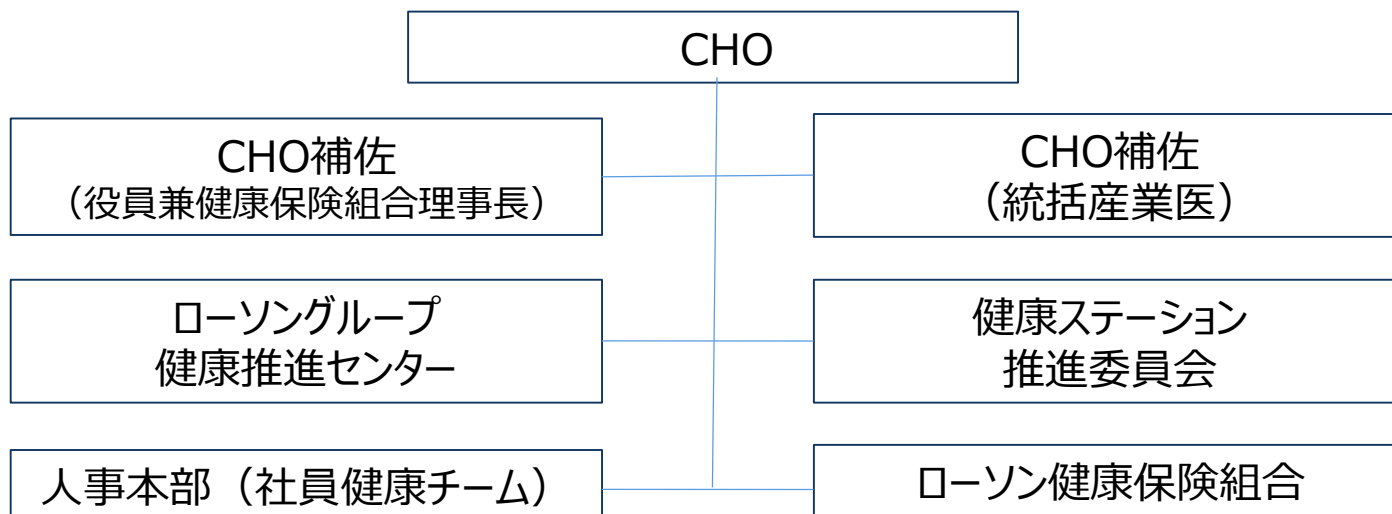 CHO
CHO補佐
（役員兼健康保険組合理事長）
CHO補佐
（統括産業医）
ローソングループ
健康推進センター
健康ステーション
推進委員会
人事本部（社員健康チーム）
ローソン健康保険組合